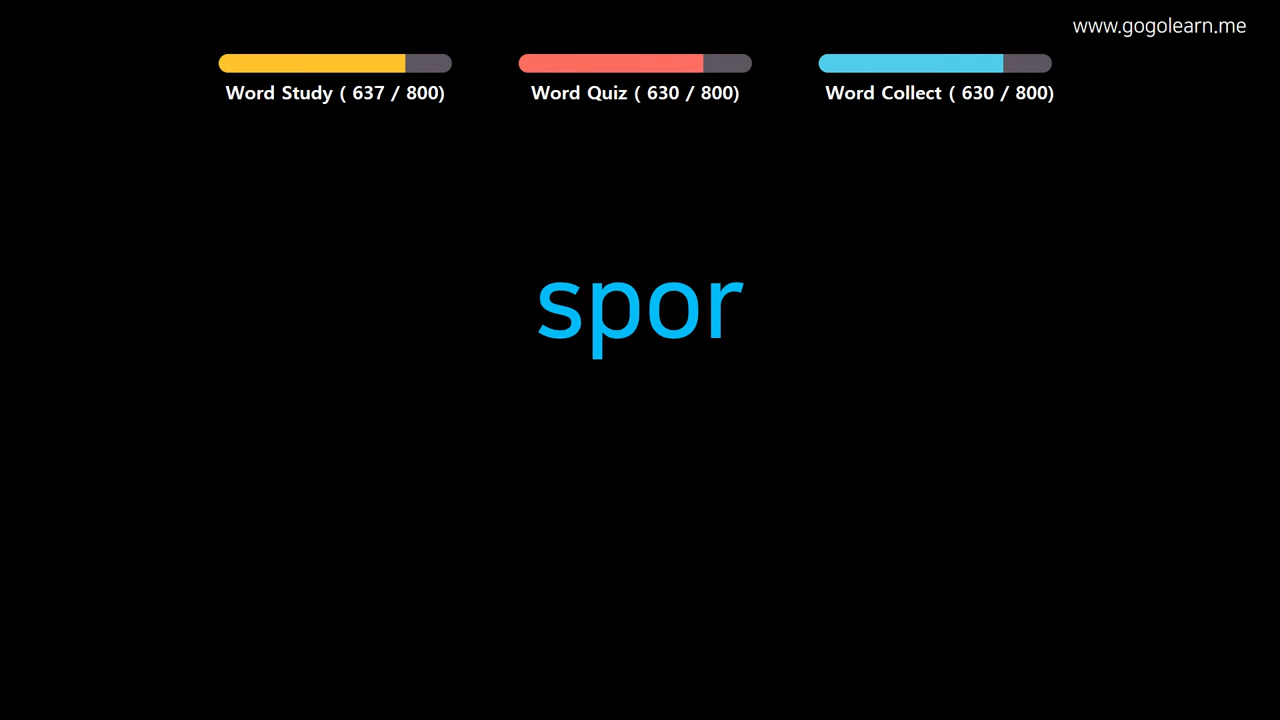 www.gogolearn.me
Word Study ( 637 / 800)
Word Quiz ( 630 / 800)
Word Collect ( 630 / 800)
spor